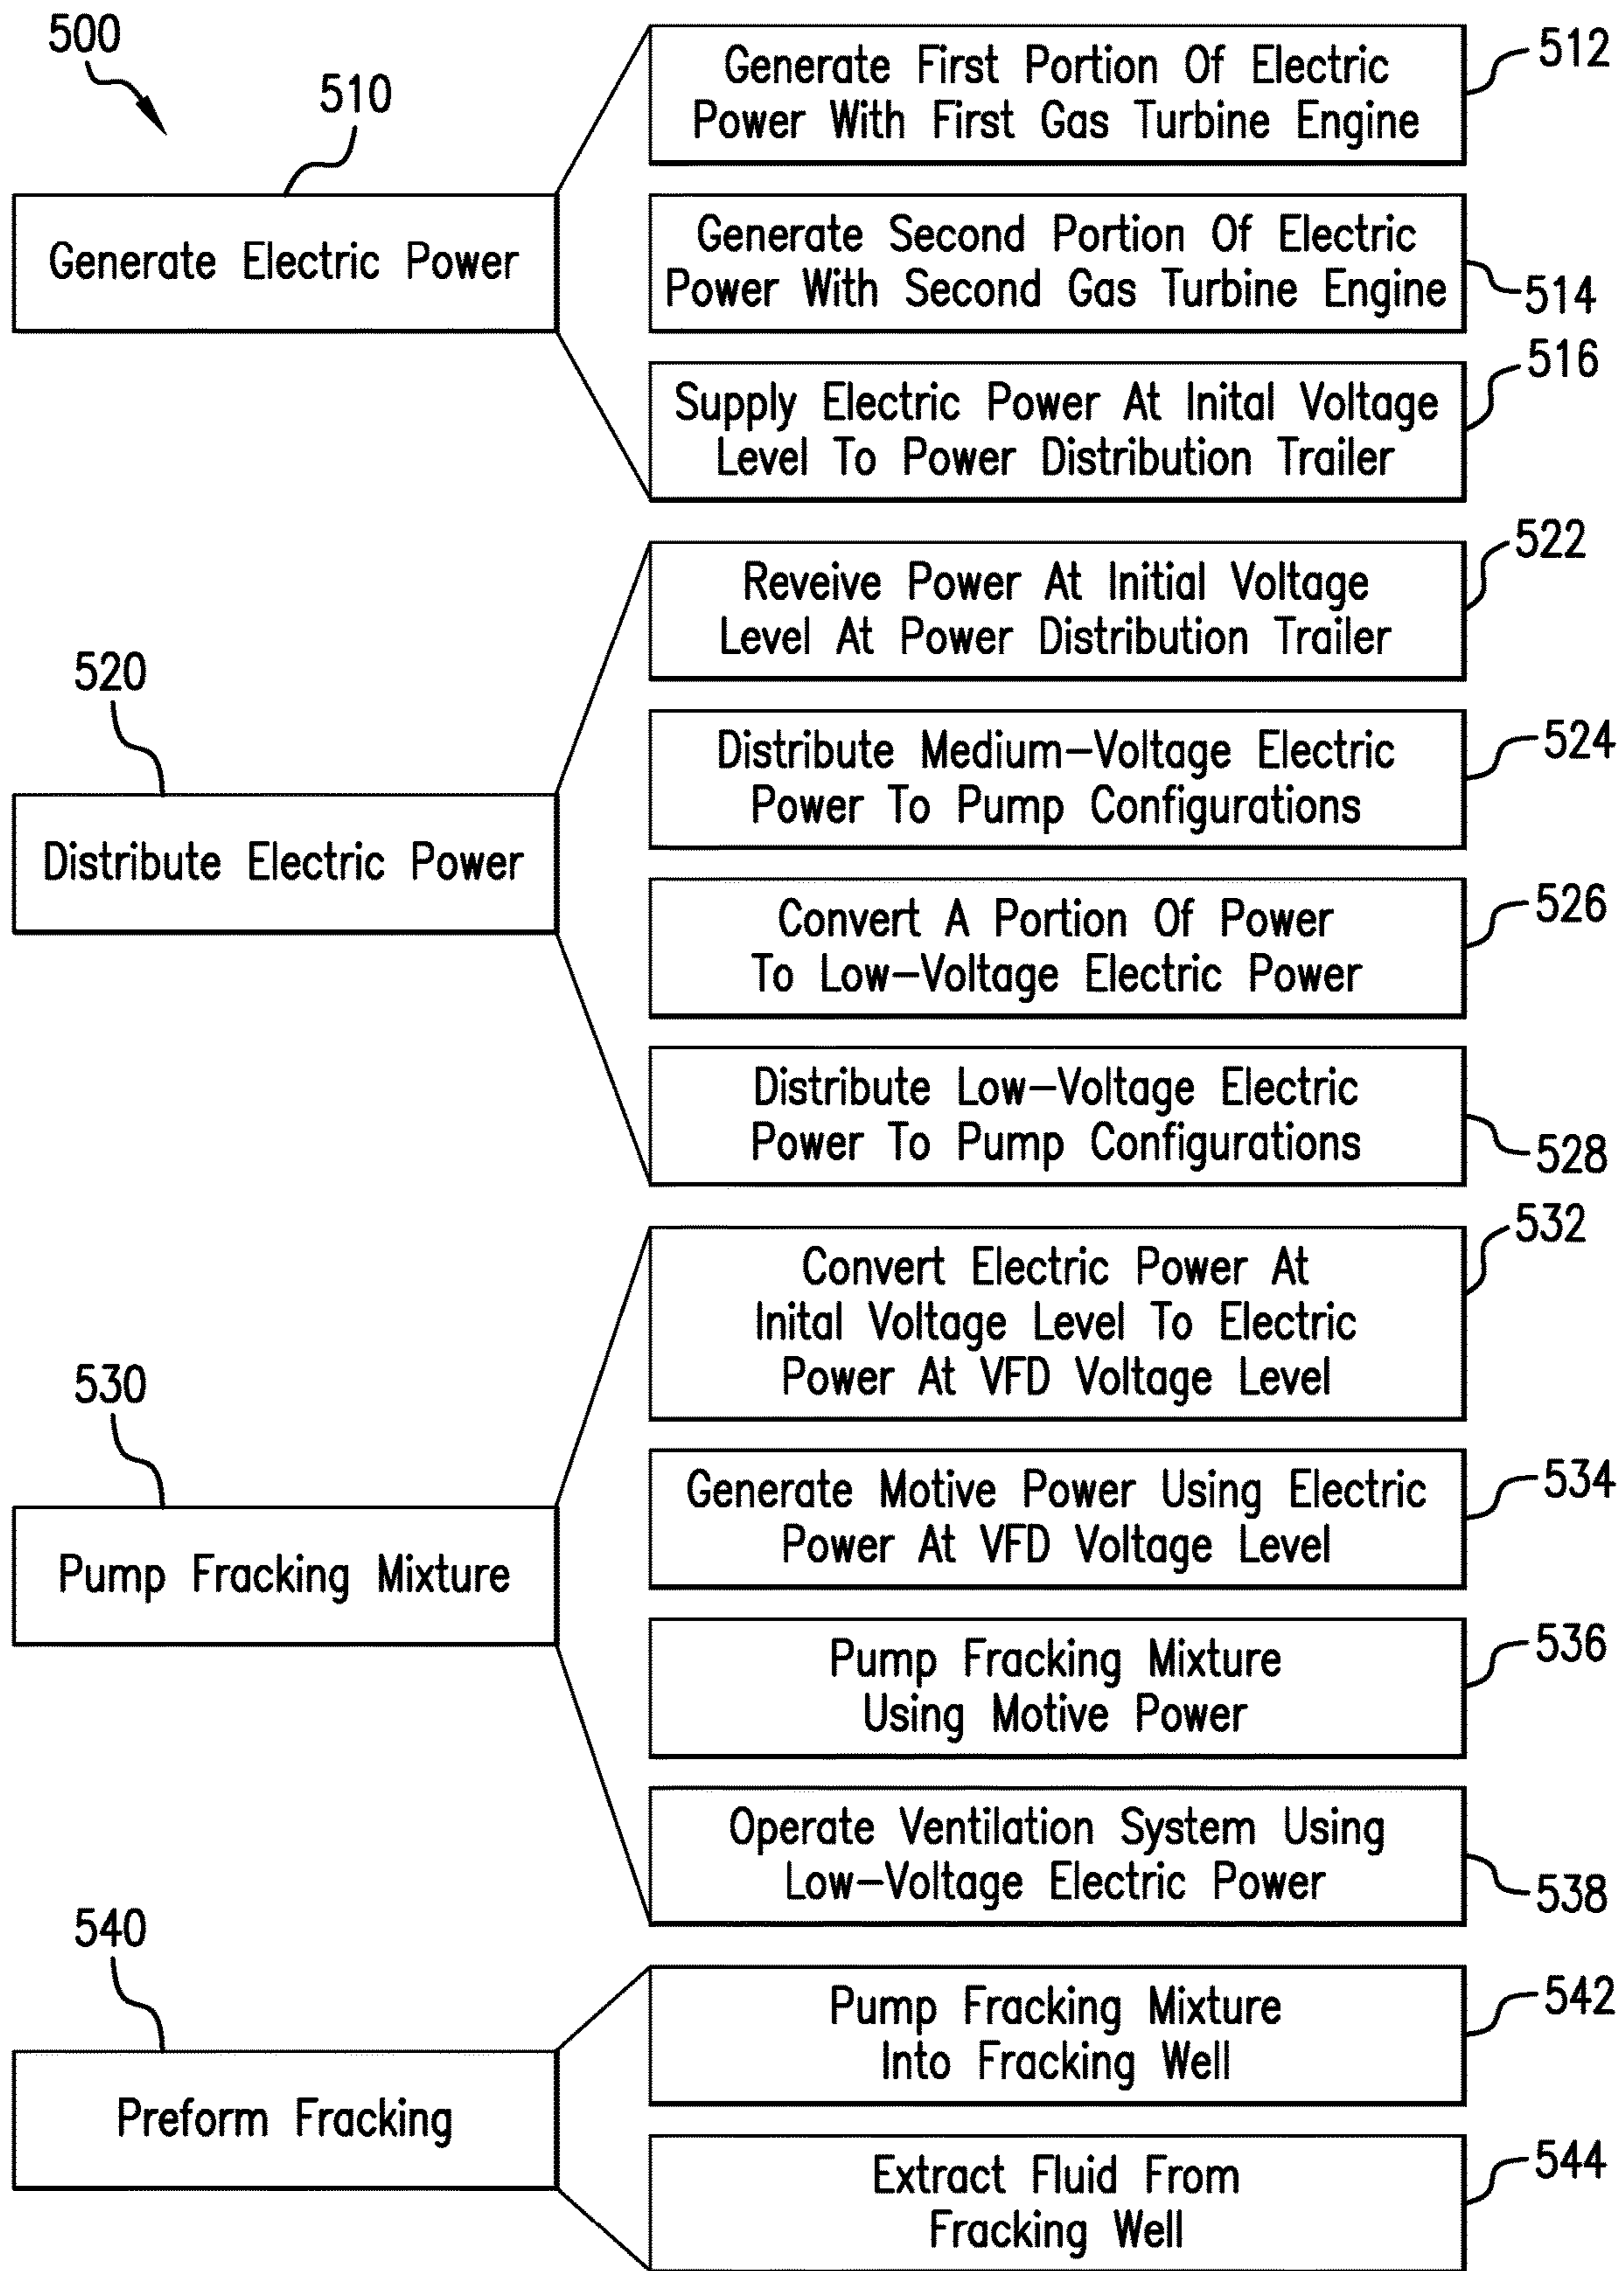 500
510
Generate Electric Power
Generate First Portion Of Electric
Power With First Gas Turbine Engine
512
Generate Second Portion Of Electric
Power With Second Gas Turbine Engine
514
Supply Electric Power At Inital Voltage
Level To Power Distribution Trailer
516
520
Distribute Electric Power
Reveive Power At Initial Voltage
Level At Power Distribution Trailer
522
Distribute Medium-Voltage Electric
Power To Pump Configurations
524
Convert A Portion Of Power
To Low-Voltage Electric Power
526
Distribute Low-Voltage Electric
Power To Pump Configurations
528
530
Pump Fracking Mixture
Convert Electric Power At
Inital Voltage Level To Electric
Power At VFD Voltage Level
532
Generate Motive Power Using Electric
Power At VFD Voltage Level
534
Pump Fracking Mixture
Using Motive Power
536
Operate Ventilation System Using
Low-Voltage Electric Power
538
540
Preform Fracking
Pump Fracking Mixture
Into Fracking Well
542
Extract Fluid From
Fracking Well
544